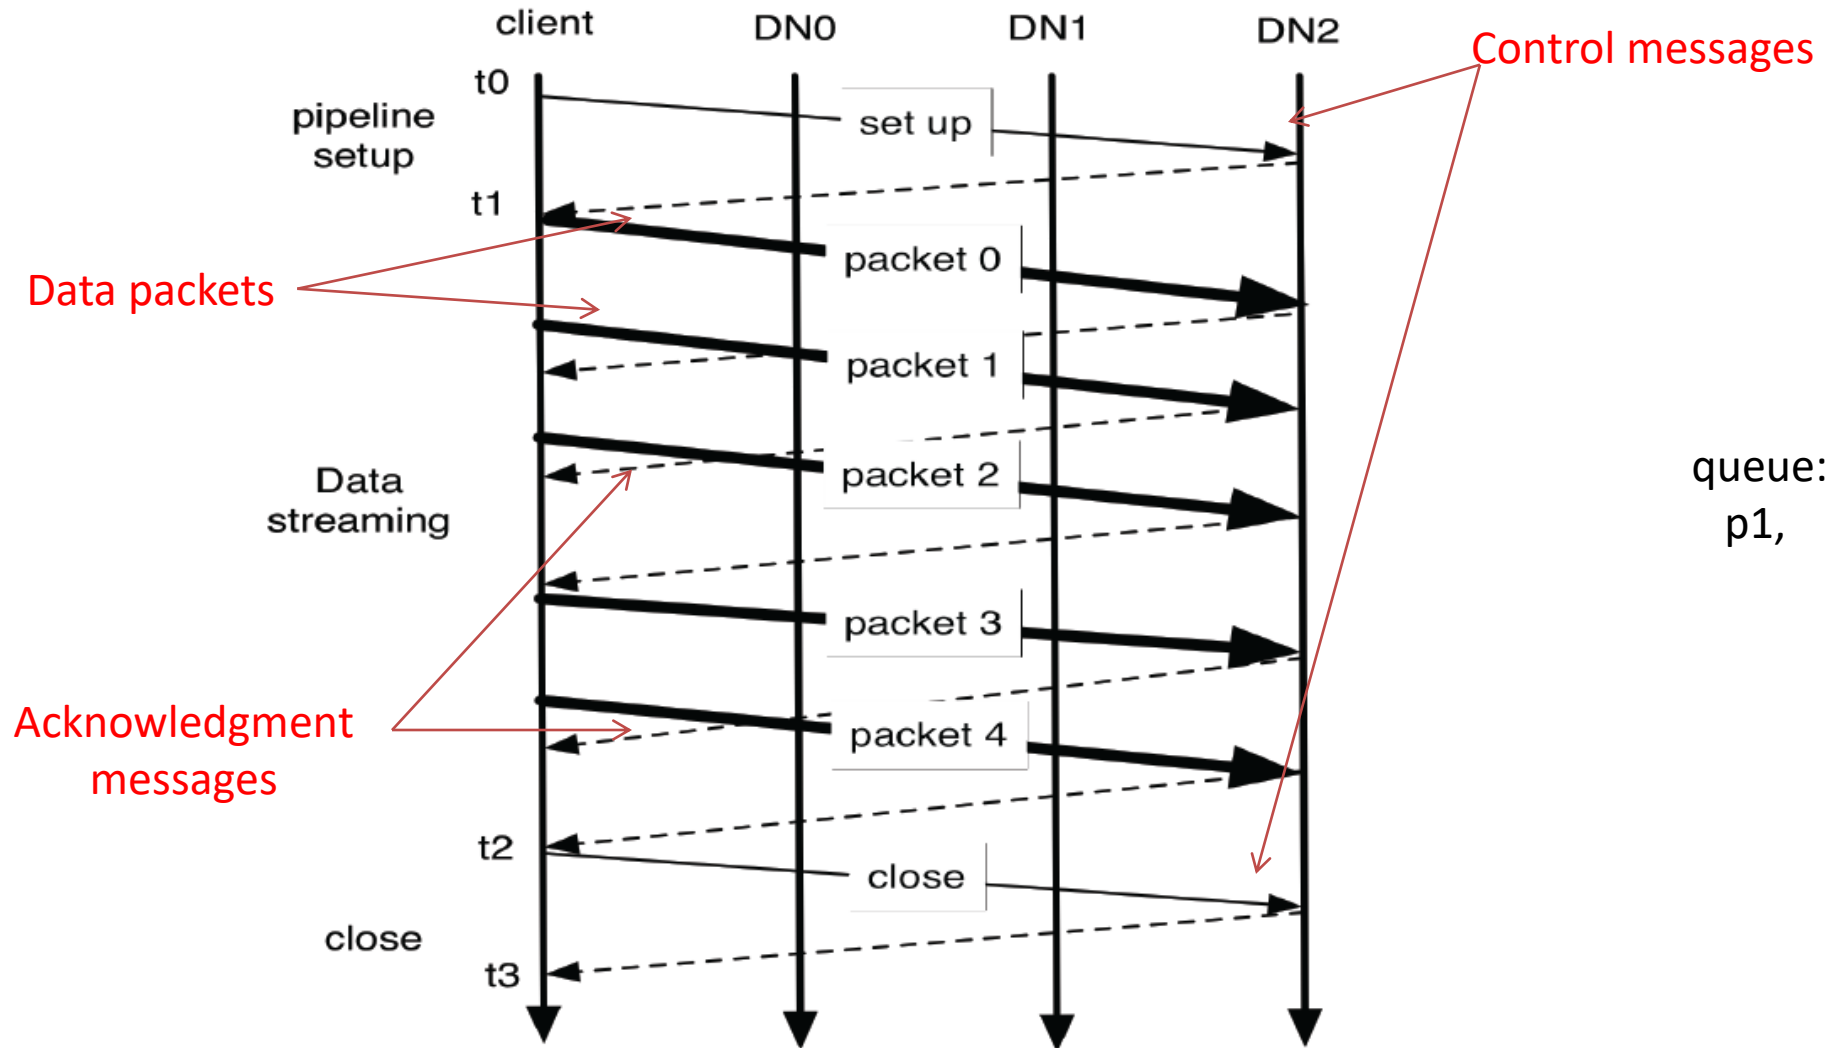 client
DN0
DN1
DN2
Control messages
t0
pipeline
setup
set up
t1
packet 0
Data packets
packet 1
packet 2
Data
streaming
queue:
p1,
packet 3
Acknowledgment
messages
packet 4
t2
close
close
t3